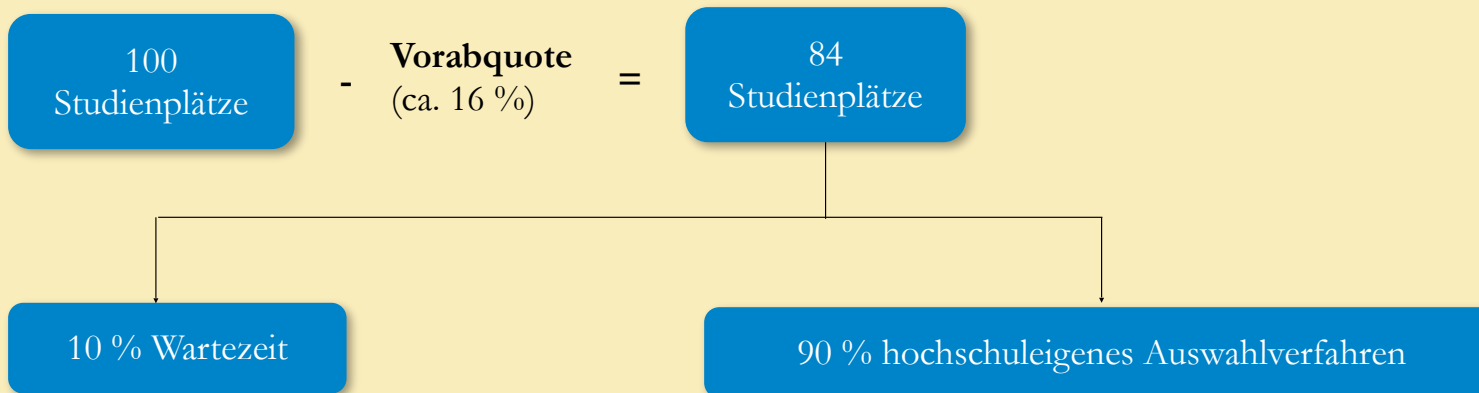 100
Studienplätze
-
Vorabquote
(ca. 16 %)
=
84
Studienplätze
10 % Wartezeit
90 % hochschuleigenes Auswahlverfahren